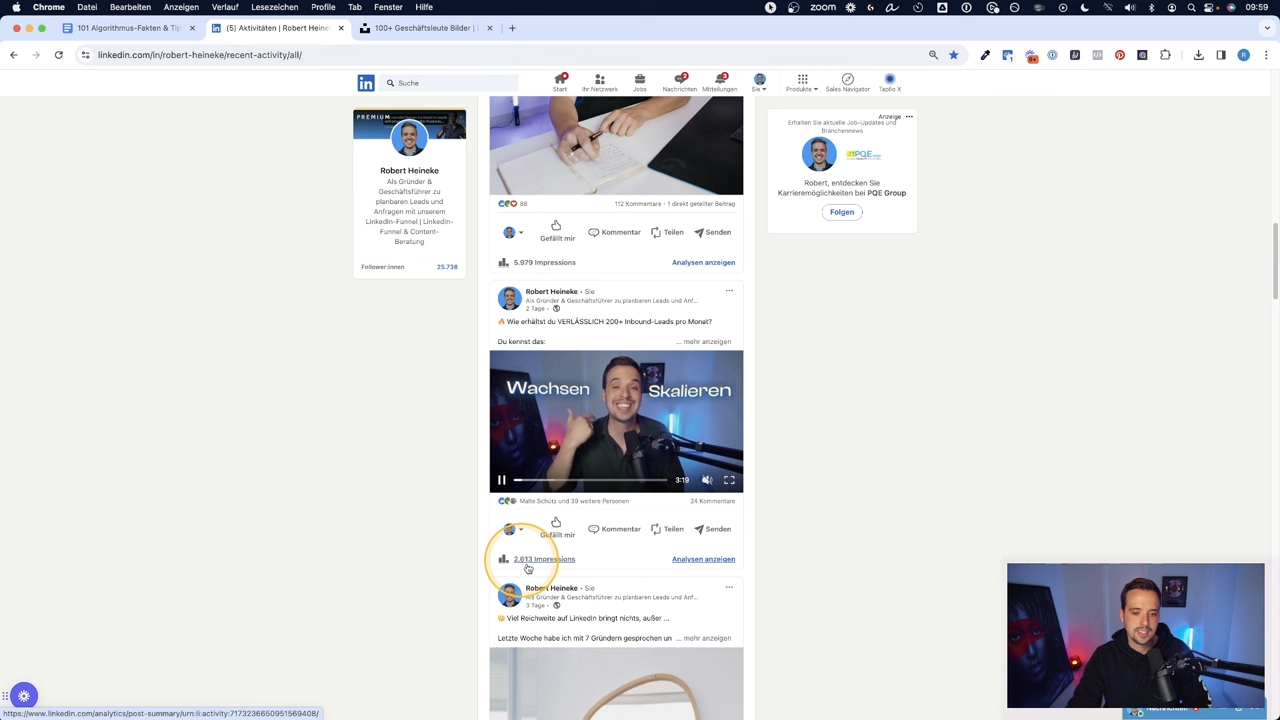 Chrome Ablage Bearbeiten Ansicht Verlauf Lesezeichen Profile Tab Fenster Hilfe 09:59
101 Algorithmus-Fakten & Tip
(5) Aktivitäten | Robert Heine
100+ Geschäftsleute Bilder |
linkedin.com/in/robert-heineke/recent-activity/all/
Suche
Start Ihr Netzwerk Jobs Nachrichten Mitteilungen Sie Produkte Sales Navigator Taplio X
PREMIUM
Robert Heineke
Als Gründer &
Geschäftsführer zu
planbaren Leads und
Anfragen mit unserem
LinkedIn-Funnel | LinkedIn-
Funnel & Content-
Beratung
Follower:innen 25.738
88 112 Kommentare • 1 direkt geteilter Beitrag
Gefällt mir Kommentar Teilen Senden
5.979 Impressions Analysen anzeigen
Robert Heineke • Sie
Als Gründer & Geschäftsführer zu planbaren Leads und Anf...
2 Tage •
🔥 Wie erhältst du VERLÄSSLICH 200+ Inbound-Leads pro Monat?
Du kennst das: ... mehr anzeigen
Wachsen Skalieren
3:19
Malte Schütz und 39 weitere Personen 24 Kommentare
Gefällt mir Kommentar Teilen Senden
2.613 Impressions Analysen anzeigen
Robert Heineke • Sie
Als Gründer & Geschäftsführer zu planbaren Leads und Anf...
3 Tage •
Viel Reichweite auf LinkedIn bringt nichts, außer ...
Letzte Woche habe ich mit 7 Gründern gesprochen un ... mehr anzeigen
Anzeige •••
Erhalten Sie aktuelle Job-Updates und
Branchennews
Robert, entdecken Sie
Karrieremöglichkeiten bei PQE Group
Folgen
Nachrichten
https://www.linkedin.com/analytics/post-summary/urn:li:activity:7173236650951569408/